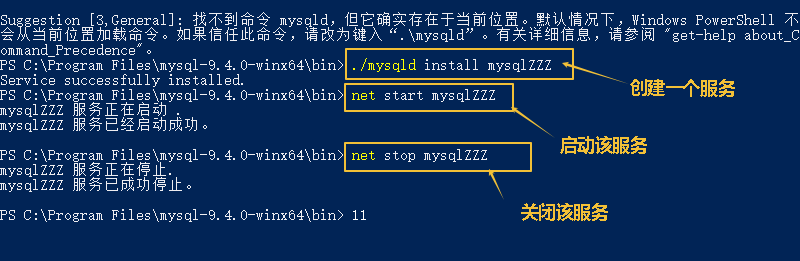 Suggestion [3,General]: 找不到命令 mysqld，但它确实存在于当前位置。默认情况下，Windows PowerShell 不
会从当前位置加载命令。如果信任此命令，请改为键入“.\mysqld”。有关详细信息，请参阅 "get-help about_C
ommand_Precedence"。
PS C:\Program Files\mysql-9.4.0-winx64\bin> ./mysqld install mysqlZZZ
Service successfully installed.
创建一个服务
PS C:\Program Files\mysql-9.4.0-winx64\bin> net start mysqlZZZ
mysqlZZZ 服务正在启动 .
mysqlZZZ 服务已经启动成功。
启动该服务
PS C:\Program Files\mysql-9.4.0-winx64\bin> net stop mysqlZZZ
mysqlZZZ 服务正在停止.
mysqlZZZ 服务已成功停止。
关闭该服务
PS C:\Program Files\mysql-9.4.0-winx64\bin> 11